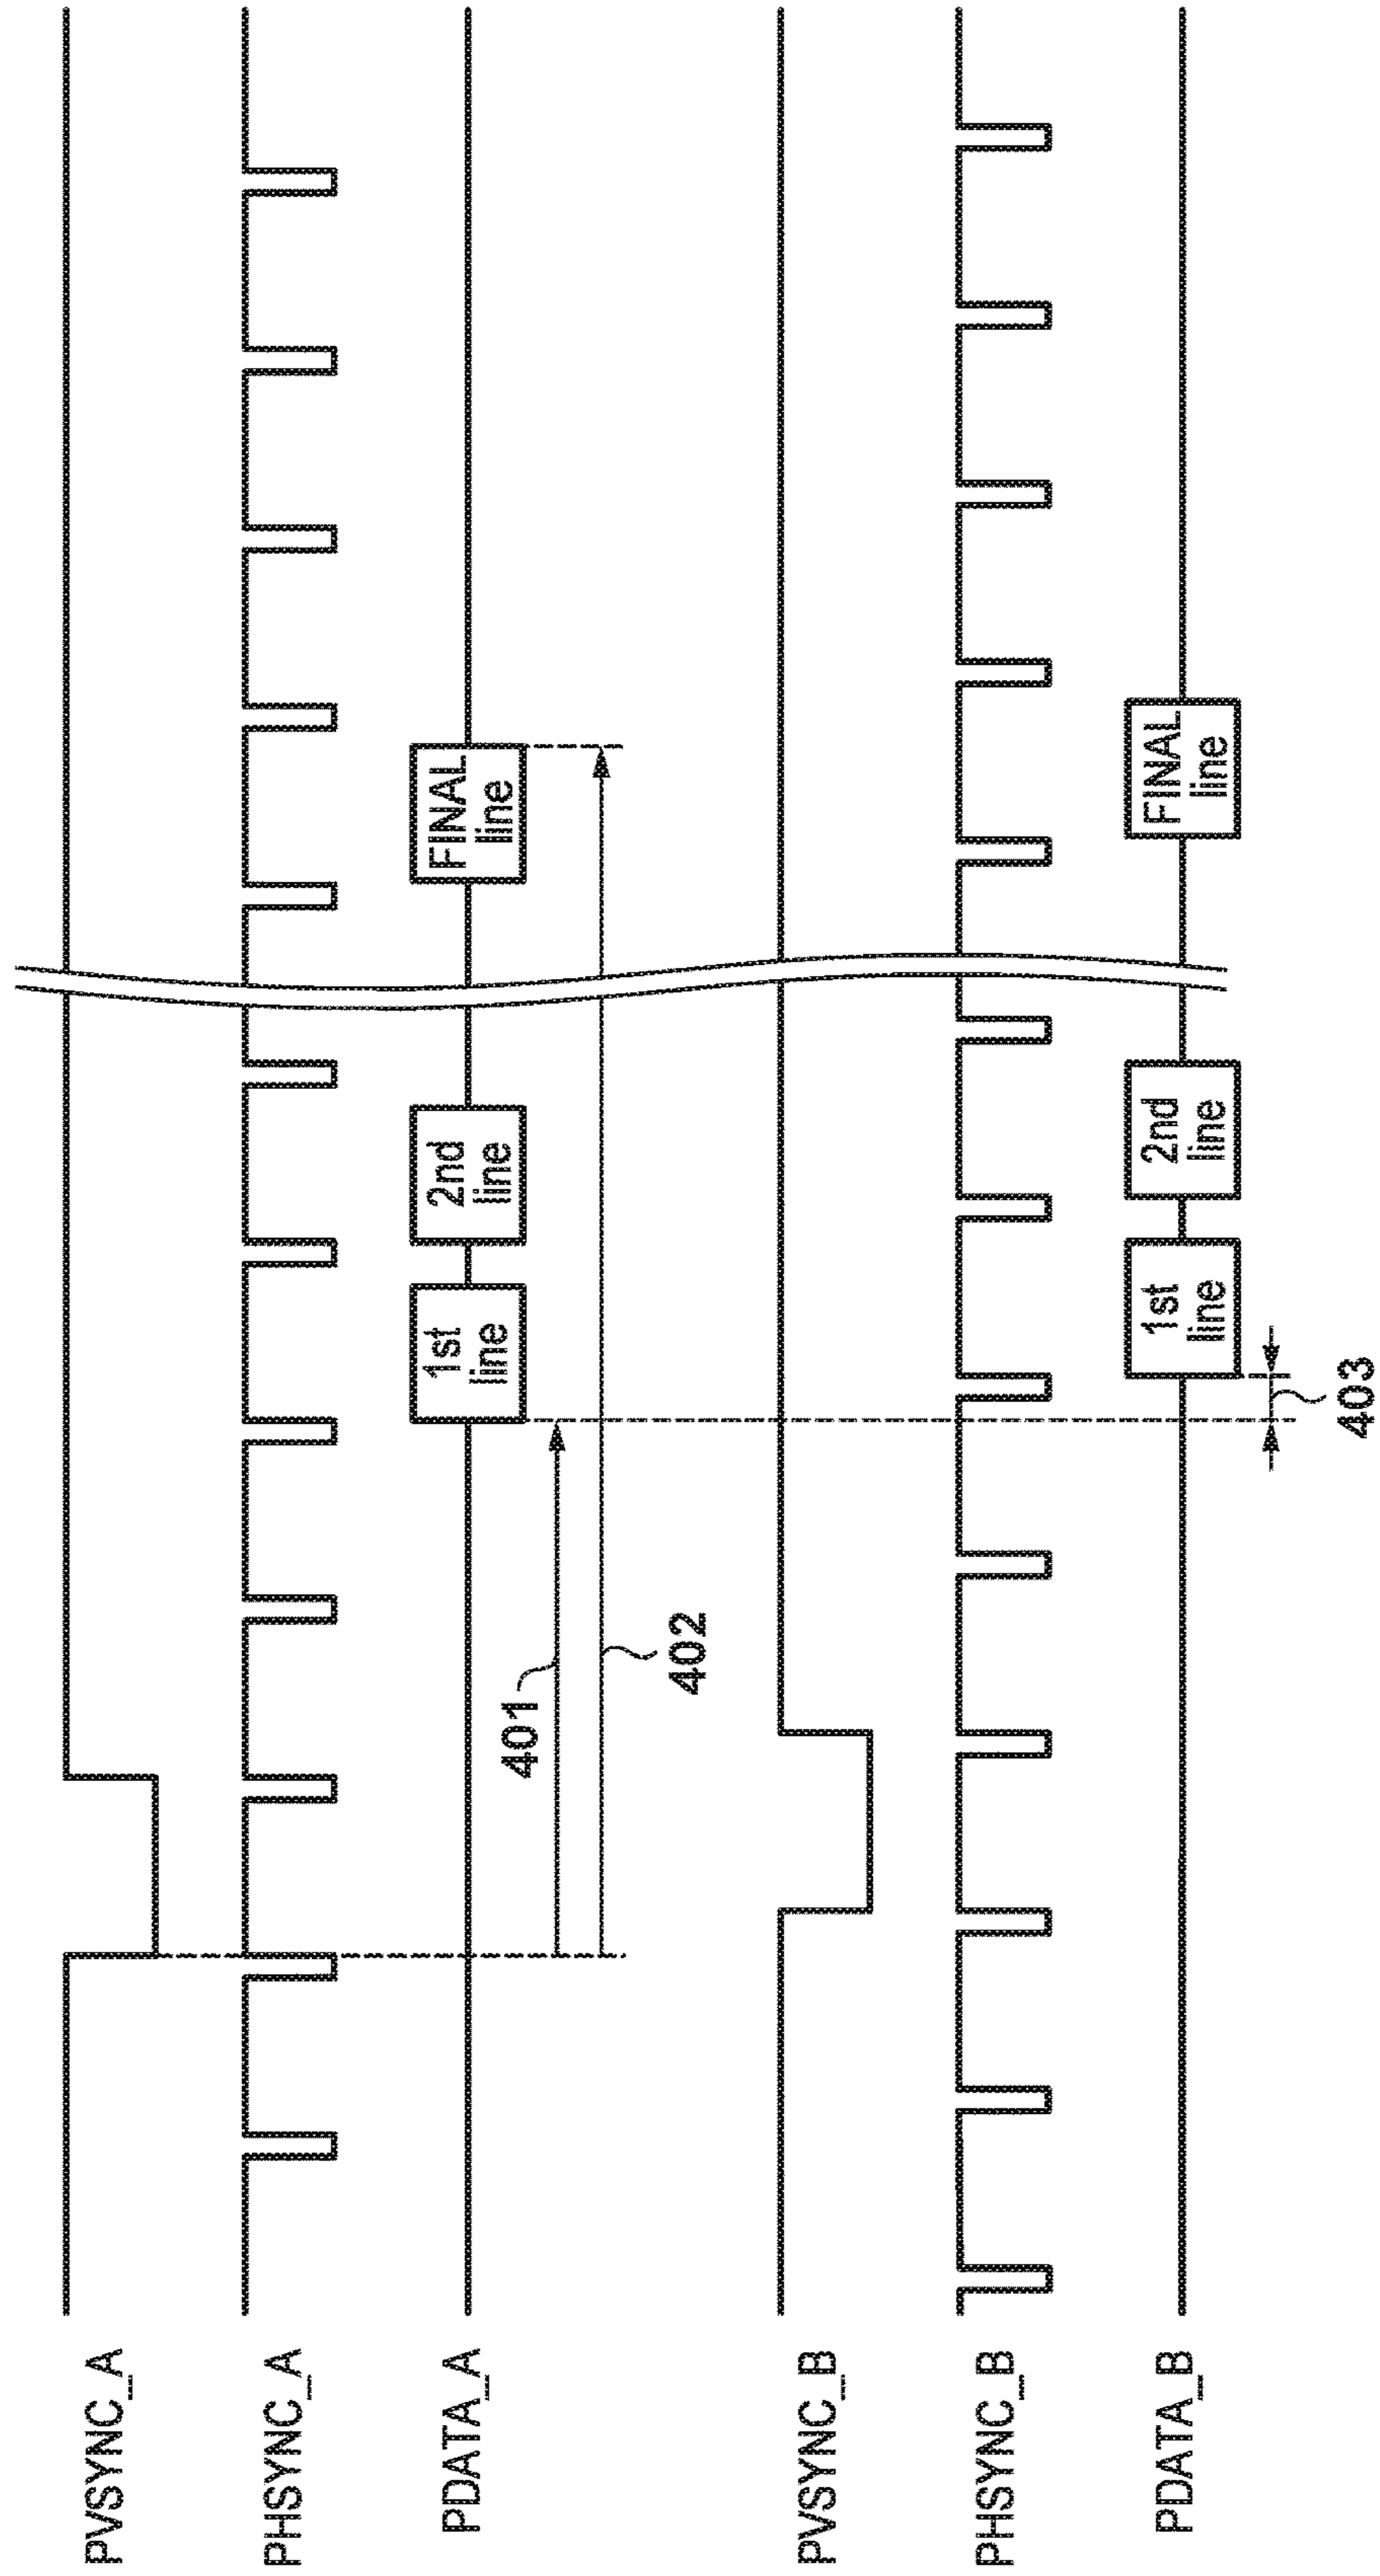 PVSYNC_A
PHSYNC_A
PDATA_A
1st
line
2nd
line
FINAL
line
401
402
PVSYNC_B
PHSYNC_B
PDATA_B
1st
line
2nd
line
FINAL
line
403